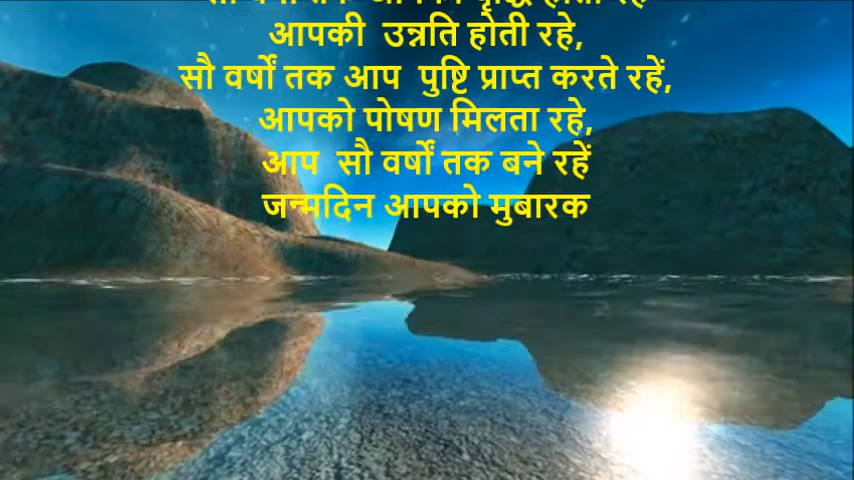 आपकी उन्नति होती रहे,
सौ वर्षों तक आप पुष्टि प्राप्त करते रहें,
आपको पोषण मिलता रहे,
आप सौ वर्षों तक बने रहें
जन्मदिन आपको मुबारक